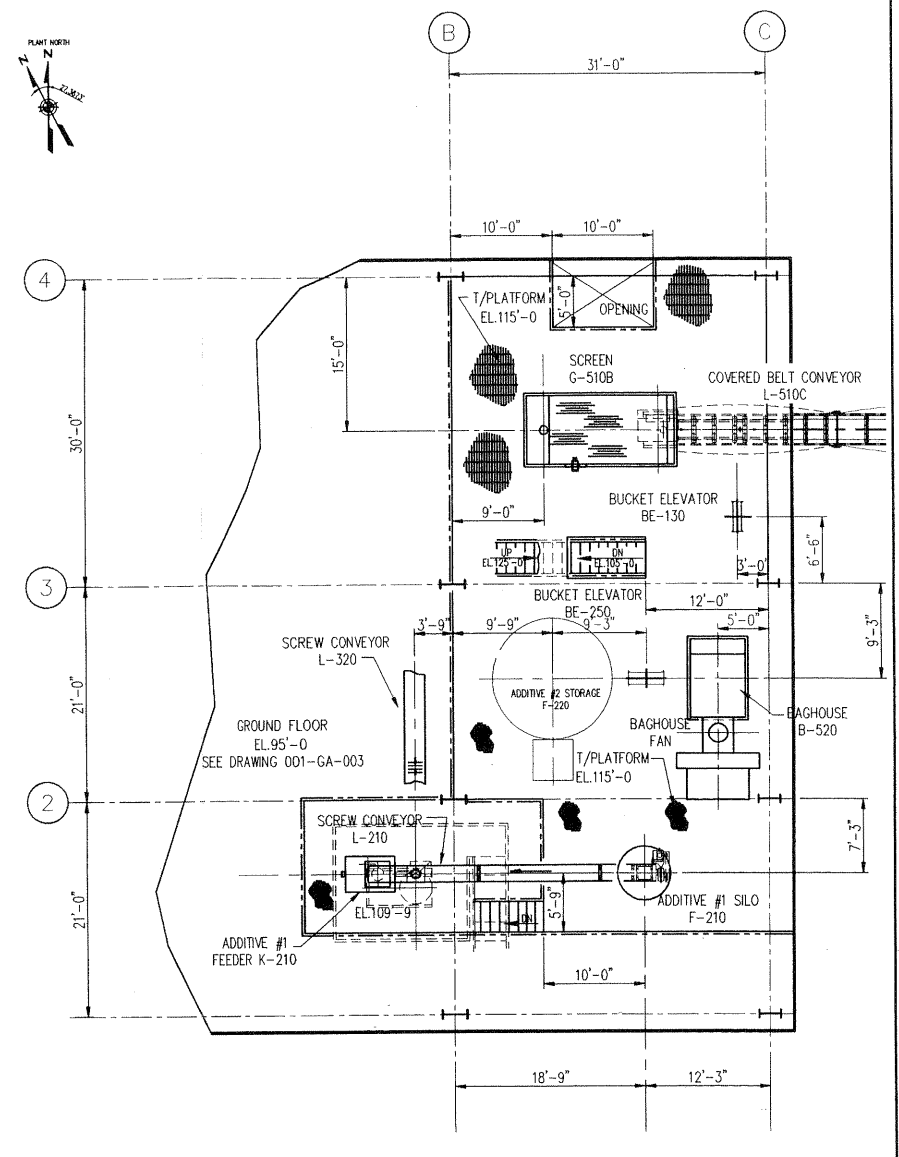 PLANT NORTH
N
N
B
C
31'-0"
10'-0"
10'-0"
4
T/PLATFORM
EL.115'-0
5'-0"
OPENING
15'-0"
SCREEN
G-510B
COVERED BELT CONVEYOR
L-510C
30'-0"
9'-0"
BUCKET ELEVATOR
BE-130
6'-6"
UP
EL.125'-0
DN
EL.105'-0
3'-0"
3
BUCKET ELEVATOR
BE-250
12'-0"
3'-9"
9'-9"
9'-3"
5'-0"
9'-3"
SCREW CONVEYOR
L-320
21'-0"
ADDITIVE #2 STORAGE
F-220
GROUND FLOOR
EL.95'-0
SEE DRAWING 001-GA-003
BAGHOUSE
FAN
BAGHOUSE
B-520
T/PLATFORM
EL.115'-0
2
SCREW CONVEYOR
L-210
7'-3"
21'-0"
EL.109'-9
5'-9"
ADDITIVE #1 SILO
F-210
DN
ADDITIVE #1
FEEDER K-210
10'-0"
18'-9"
12'-3"